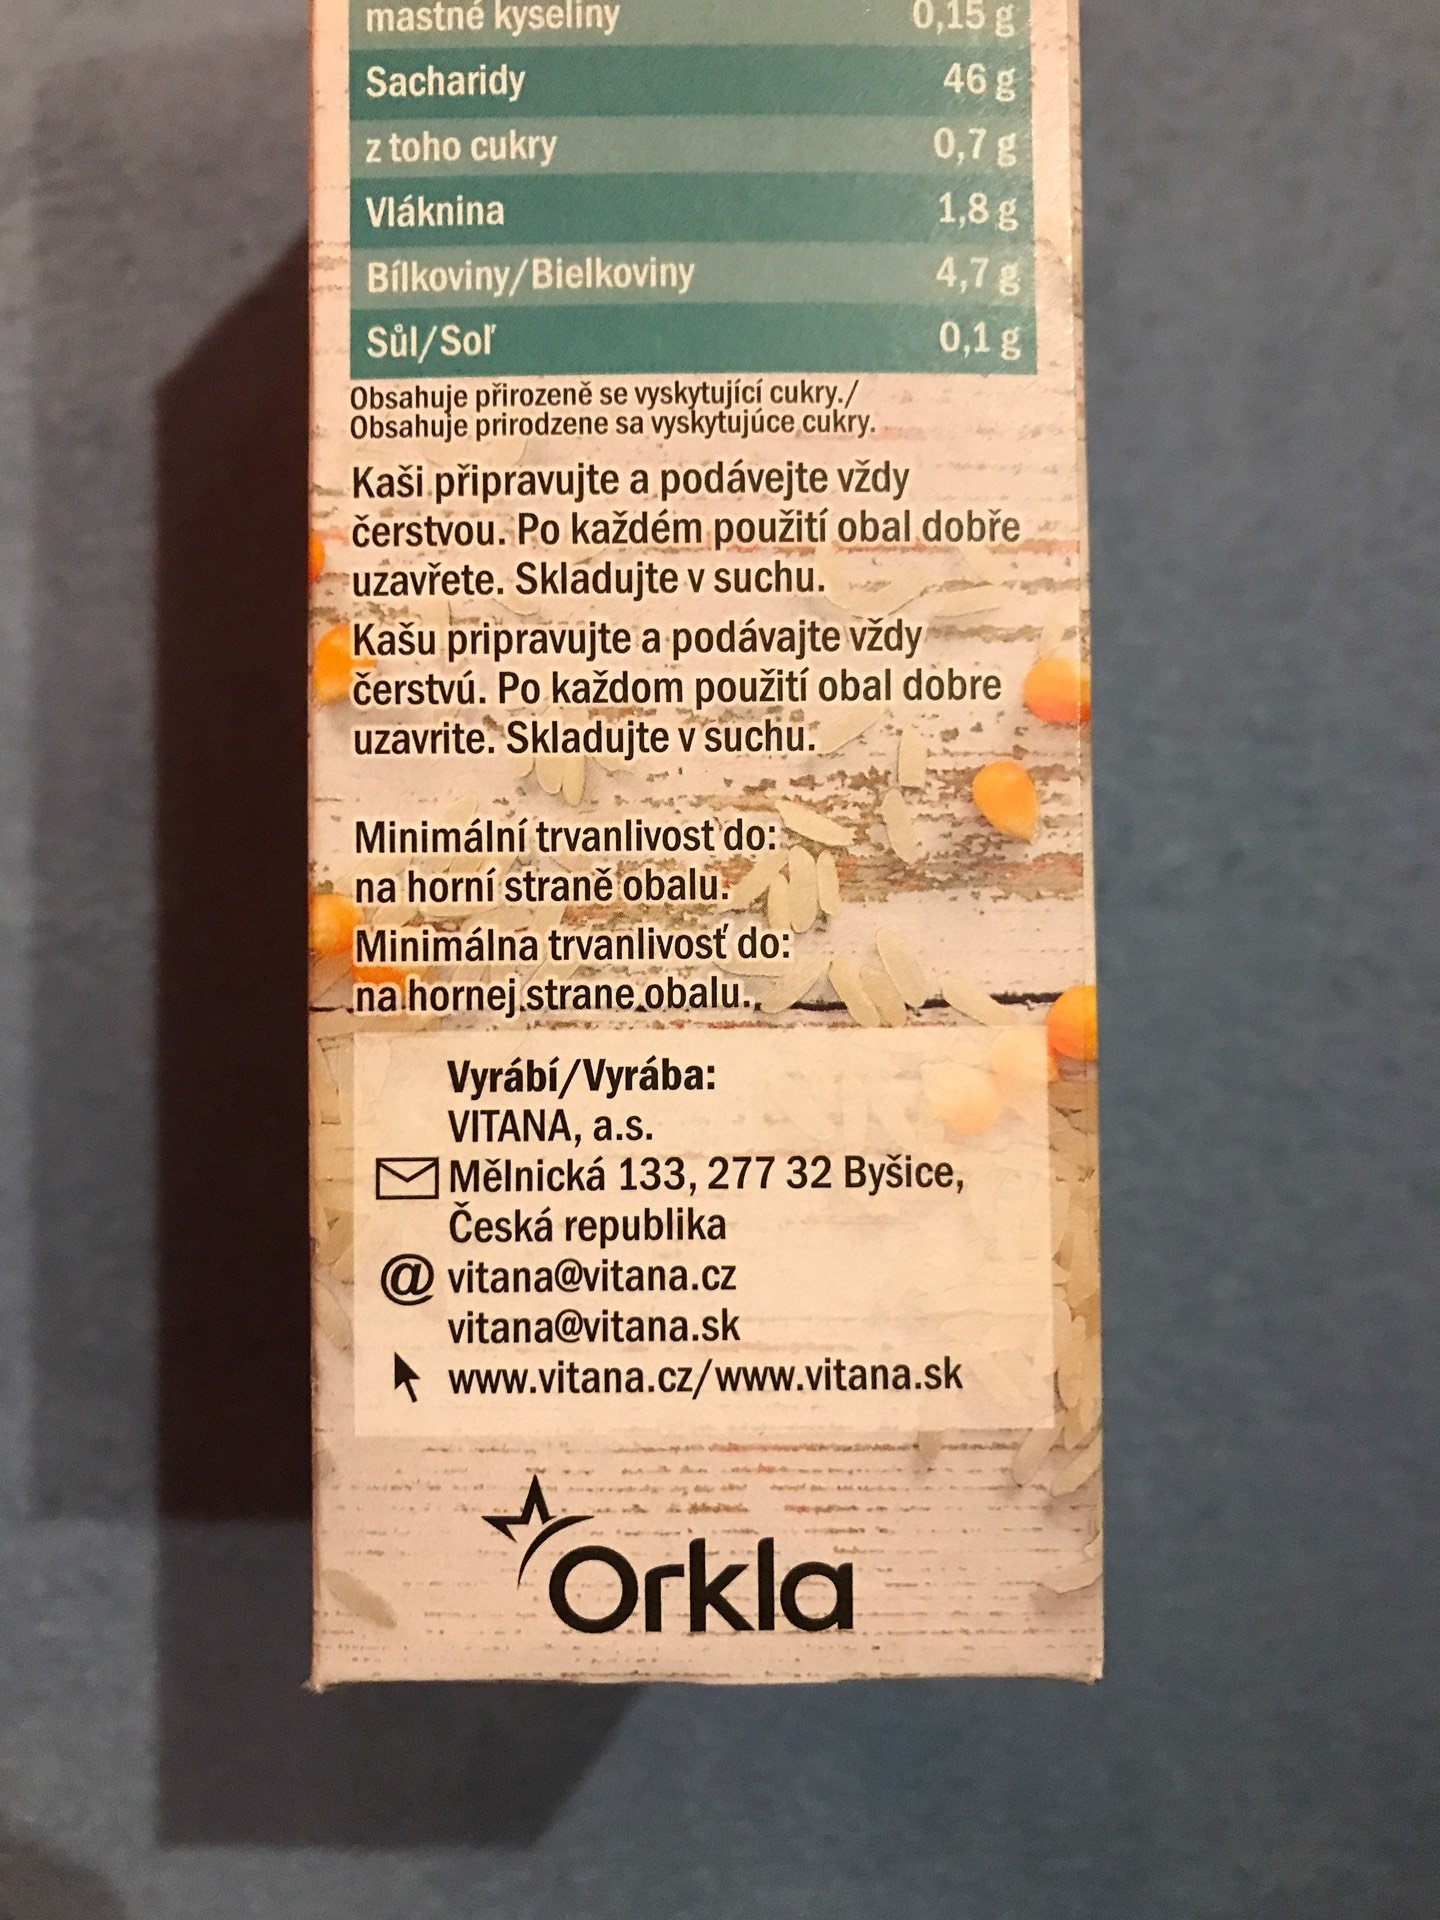 mastné kyseliny 0,15 g
Sacharidy 46 g
z toho cukry 0,7 g
Vláknina 1,8 g
Bílkoviny/Bielkoviny 4,7 g
Sůl/Soľ 0,1 g
Obsahuje přirozeně se vyskytující cukry./
Obsahuje prirodzene sa vyskytujúce cukry.
Kaši připravujte a podávejte vždy
čerstvou. Po každém použití obal dobře
uzavřete. Skladujte v suchu.
Kašu pripravujte a podávajte vždy
čerstvú. Po každom použití obal dobre
uzavrite. Skladujte v suchu.
Minimální trvanlivost do:
na horní straně obalu.
Minimálna trvanlivosť do:
na hornej strane obalu.
Vyrábí/Vyrába:
VITANA, a.s.
Mělnická 133, 277 32 Byšice,
Česká republika
@ vitana@vitana.cz
vitana@vitana.sk
www.vitana.cz/www.vitana.sk
Orkla